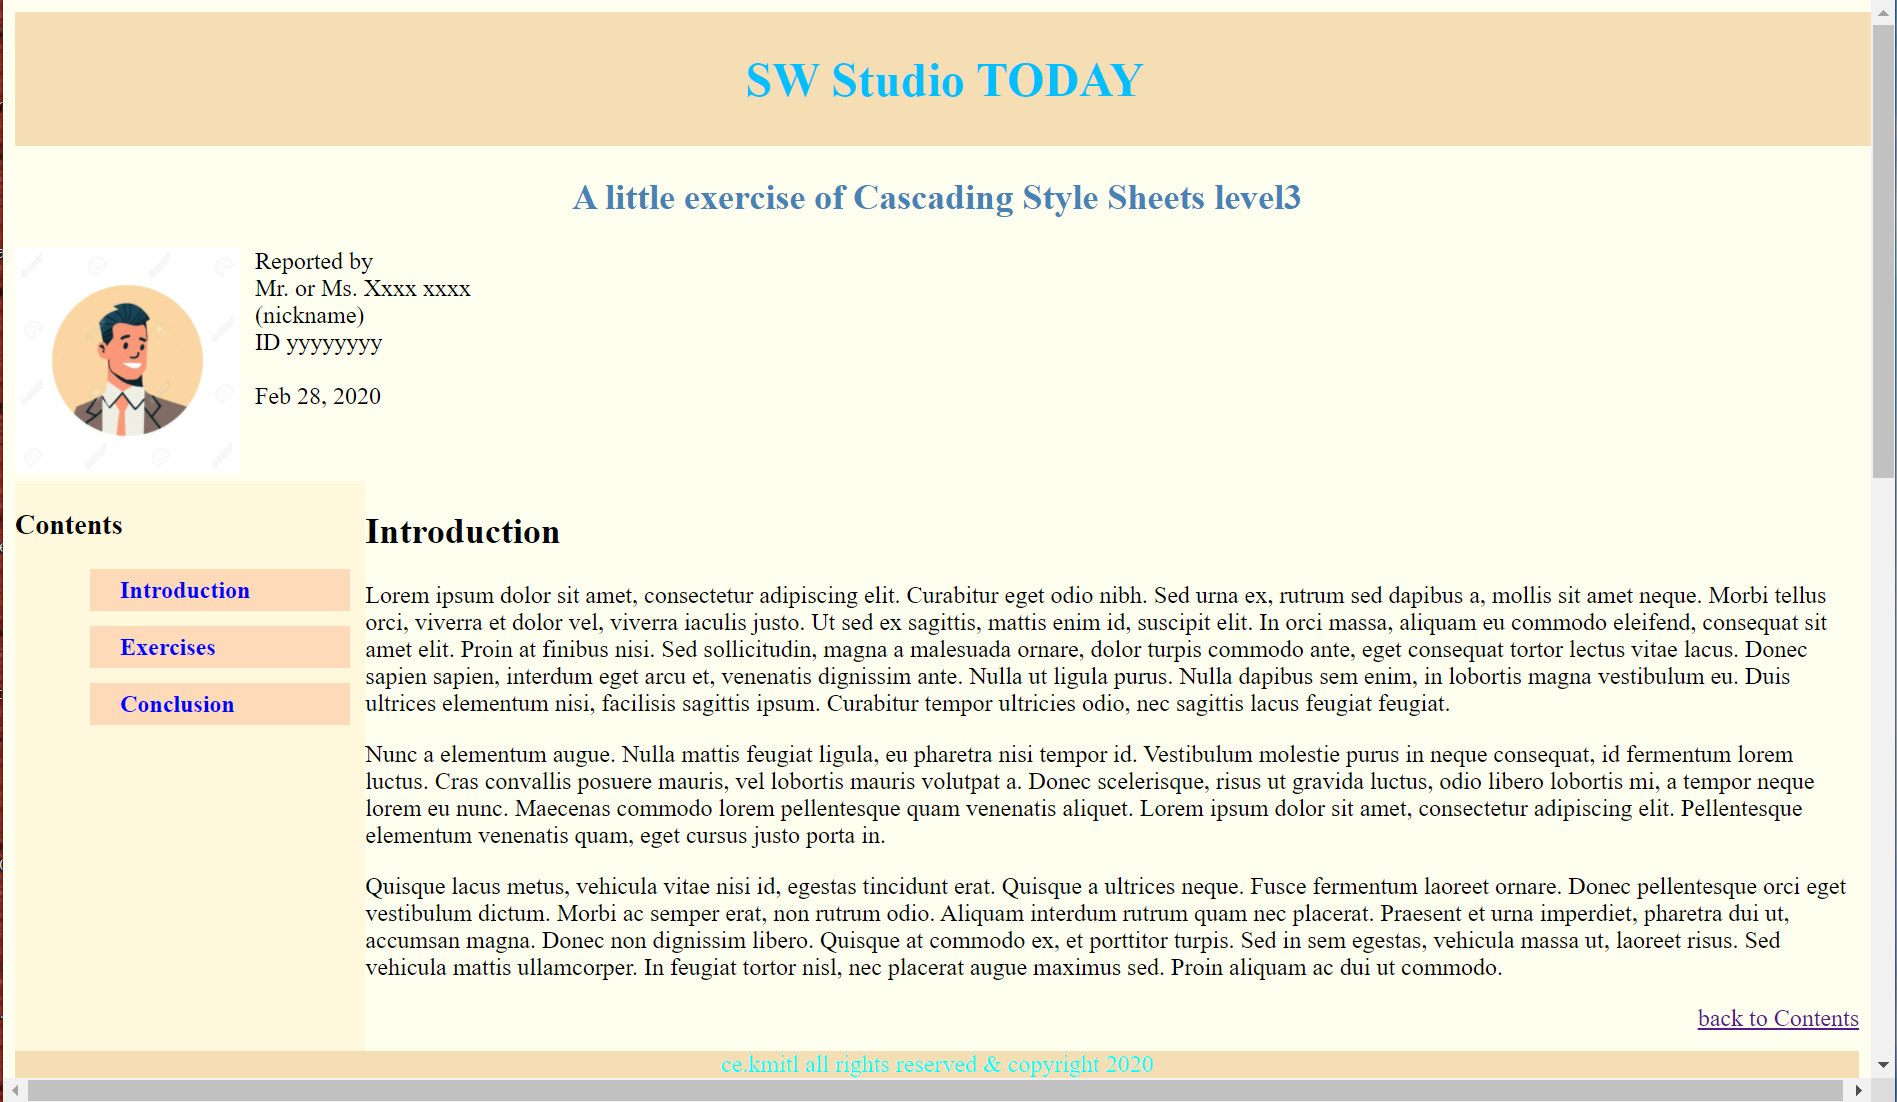 SW Studio TODAY
A little exercise of Cascading Style Sheets level3
Reported by
Mr. or Ms. Xxxx xxxx
(nickname)
ID yyyyyyyy
Feb 28, 2020
Contents
Introduction
Exercises
Conclusion
Introduction
Lorem ipsum dolor sit amet, consectetur adipiscing elit. Curabitur eget odio nibh. Sed urna ex, rutrum sed dapibus a, mollis sit amet neque. Morbi tellus
orci, viverra et dolor vel, viverra iaculis justo. Ut sed ex sagittis, mattis enim id, suscipit elit. In orci massa, aliquam eu commodo eleifend, consequat sit
amet elit. Proin at finibus nisi. Sed sollicitudin, magna a malesuada ornare, dolor turpis commodo ante, eget consequat tortor lectus vitae lacus. Donec
sapien sapien, interdum eget arcu et, venenatis dignissim ante. Nulla ut ligula purus. Nulla dapibus sem enim, in lobortis magna vestibulum eu. Duis
ultrices elementum nisi, facilisis sagittis ipsum. Curabitur tempor ultricies odio, nec sagittis lacus feugiat feugiat.
Nunc a elementum augue. Nulla mattis feugiat ligula, eu pharetra nisi tempor id. Vestibulum molestie purus in neque consequat, id fermentum lorem
luctus. Cras convallis posuere mauris, vel lobortis mauris volutpat a. Donec scelerisque, risus ut gravida luctus, odio libero lobortis mi, a tempor neque
lorem eu nunc. Maecenas commodo lorem pellentesque quam venenatis aliquet. Lorem ipsum dolor sit amet, consectetur adipiscing elit. Pellentesque
elementum venenatis quam, eget cursus justo porta in.
Quisque lacus metus, vehicula vitae nisi id, egestas tincidunt erat. Quisque a ultrices neque. Fusce fermentum laoreet ornare. Donec pellentesque orci eget
vestibulum dictum. Morbi ac semper erat, non rutrum odio. Aliquam interdum rutrum quam nec placerat. Praesent et urna imperdiet, pharetra dui ut,
accumsan magna. Donec non dignissim libero. Quisque at commodo ex, et porttitor turpis. Sed in sem egestas, vehicula massa ut, laoreet risus. Sed
vehicula mattis ullamcorper. In feugiat tortor nisl, nec placerat augue maximus sed. Proin aliquam ac dui ut commodo.
back to Contents
ce.kmitl all rights reserved & copyright 2020